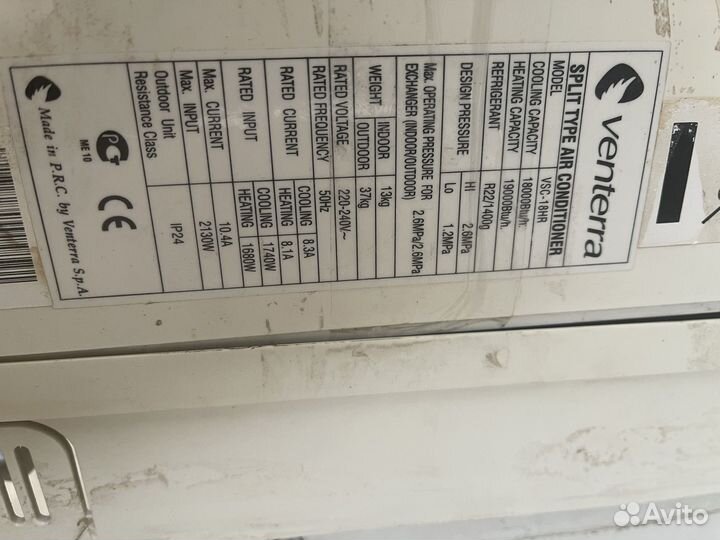 venterra
SPLIT TYPE AIR CONDITIONER
MODEL VSC-18HR
COOLING CAPACITY 18000Btu/h
HEATING CAPACITY 19000Btu/h
REFRIGERANT R22/1400g
DESIGN PRESSURE HI 2.6MPa
Lo 1.2MPa
Max. OPERATING PRESSURE FOR
EXCHANGER (INDOOR/OUTDOOR) 2.6MPa/2.6MPa
WEIGHT INDOOR 13kg
OUTDOOR 37kg
RATED VOLTAGE 220-240V~
RATED FREQUENCY 50Hz
RATED CURRENT COOLING 8.3A
HEATING 8.1A
RATED INPUT COOLING 1740W
HEATING 1680W
Max. CURRENT 10.4A
Max. INPUT 2130W
Outdoor Unit
Resistance Class IP24
РСТ CE
ME 10
Made in P.R.C. by Venterra S.p.A.
Avito